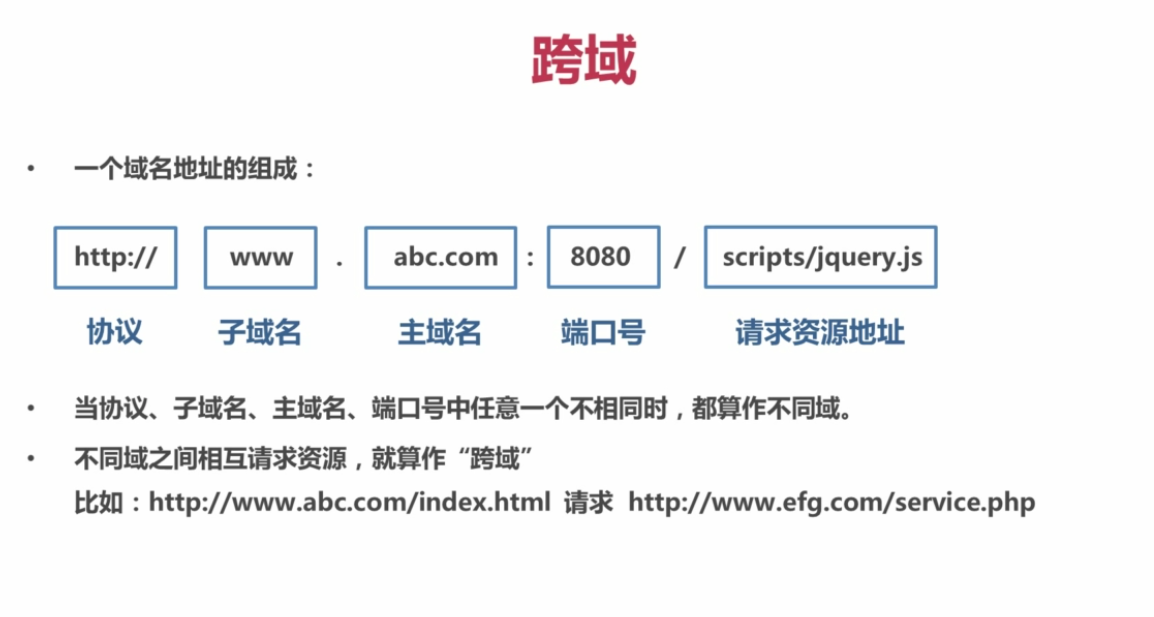 跨域
• 一个域名地址的组成：
http:// www . abc.com : 8080 / scripts/jquery.js
协议 子域名 主域名 端口号 请求资源地址
• 当协议、子域名、主域名、端口号中任意一个不相同时，都算作不同域。
• 不同域之间相互请求资源，就算作“跨域”
比如：http://www.abc.com/index.html 请求 http://www.efg.com/service.php